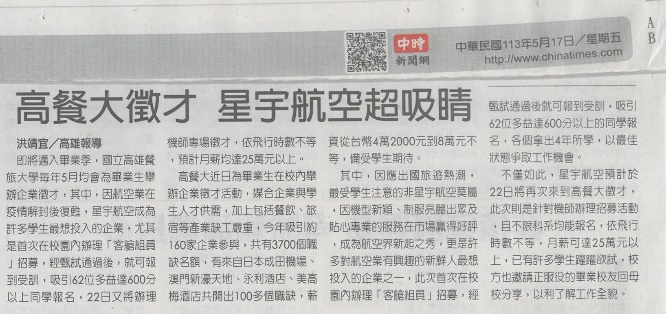 中時
新聞網
中華民國113年5月17日／星期五
http://www.chinatimes.com
A
B
高餐大徵才 星宇航空超吸睛
洪靖宜／高雄報導
即將邁入畢業季，國立高雄餐
旅大學每年5月均會為畢業生舉
辦企業徵才，其中，因航空業在
疫情解封後復甦，星宇航空成為
許多學生最想投入的企業，尤其
是首次在校園內辦理「客艙組員
」招募，經甄試通過後，就可報
到受訓，吸引62位多益達600分
以上同學報名，22日又將辦理
機師專場徵才，依飛行時數不等
，預計月薪均達25萬元以上。
高餐大近日為畢業生在校內舉
辦企業徵才活動，媒合企業與學
生人才供需，加上包括餐飲、旅
宿等產業缺工嚴重，今年吸引約
160家企業參與，共有3700個職
缺名額，有來自日本成田機場、
澳門新濠天地、永利酒店、美高
梅酒店共開出100多個職缺，薪
資從台幣4萬2000元到8萬元不
等，備受學生期待。
其中，因應出國旅遊熱潮，
最受學生注意的非星宇航空莫屬
，因機型新穎、制服亮麗出眾及
貼心專業的服務在市場贏得好評
，成為航空界新起之秀，更是許
多對航空業有興趣的新鮮人最想
投入的企業之一，此次首次在校
園內辦理「客艙組員」招募，經
甄試通過後就可報到受訓，吸引
62位多益達600分以上的同學報
名，各個拿出4年所學，以最佳
狀態爭取工作機會。
不僅如此，星宇航空預計於
22日將再次來到高餐大徵才，
此次則是針對機師辦理招募活動
，且不限科系均能報名，依飛行
時數不等，月薪可達25萬元以
上，已有許多學生躍躍欲試，校
方也邀請正服役的畢業校友回母
校分享，以利了解工作全貌。